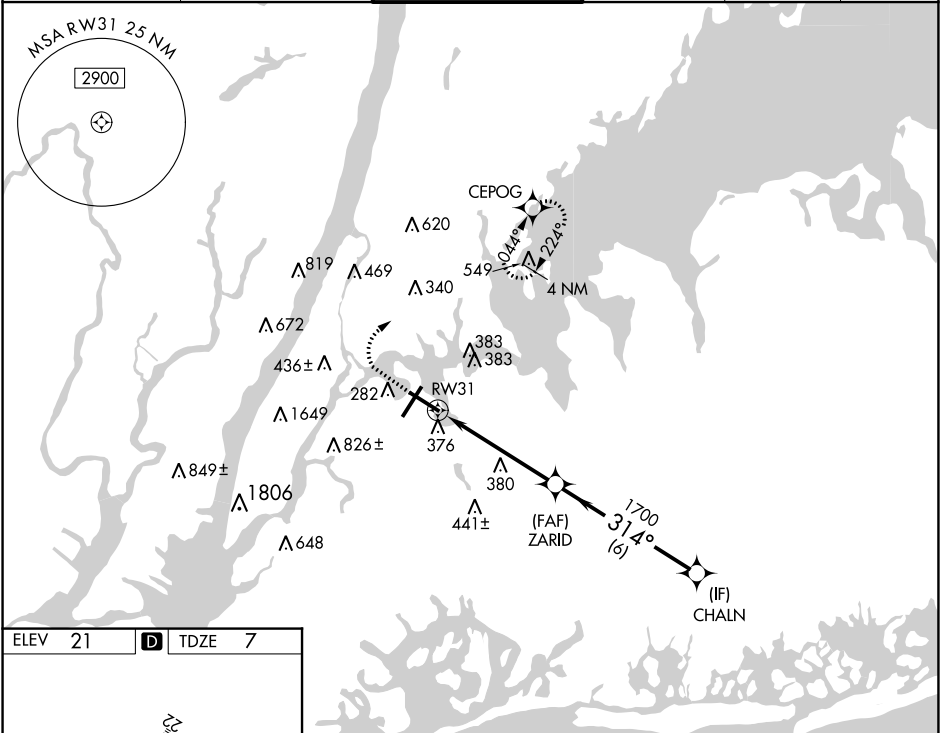 MSA RW31 25 NM
2900
CEPOG
620
044°
224°
819
469
549
340
4 NM
672
383
383
436±
282
RW31
1649
376
826±
849±
380
1806
441±
(FAF)
ZARID
1700
314°
(6)
648
(IF)
CHALN
ELEV 21 D TDZE 7
22